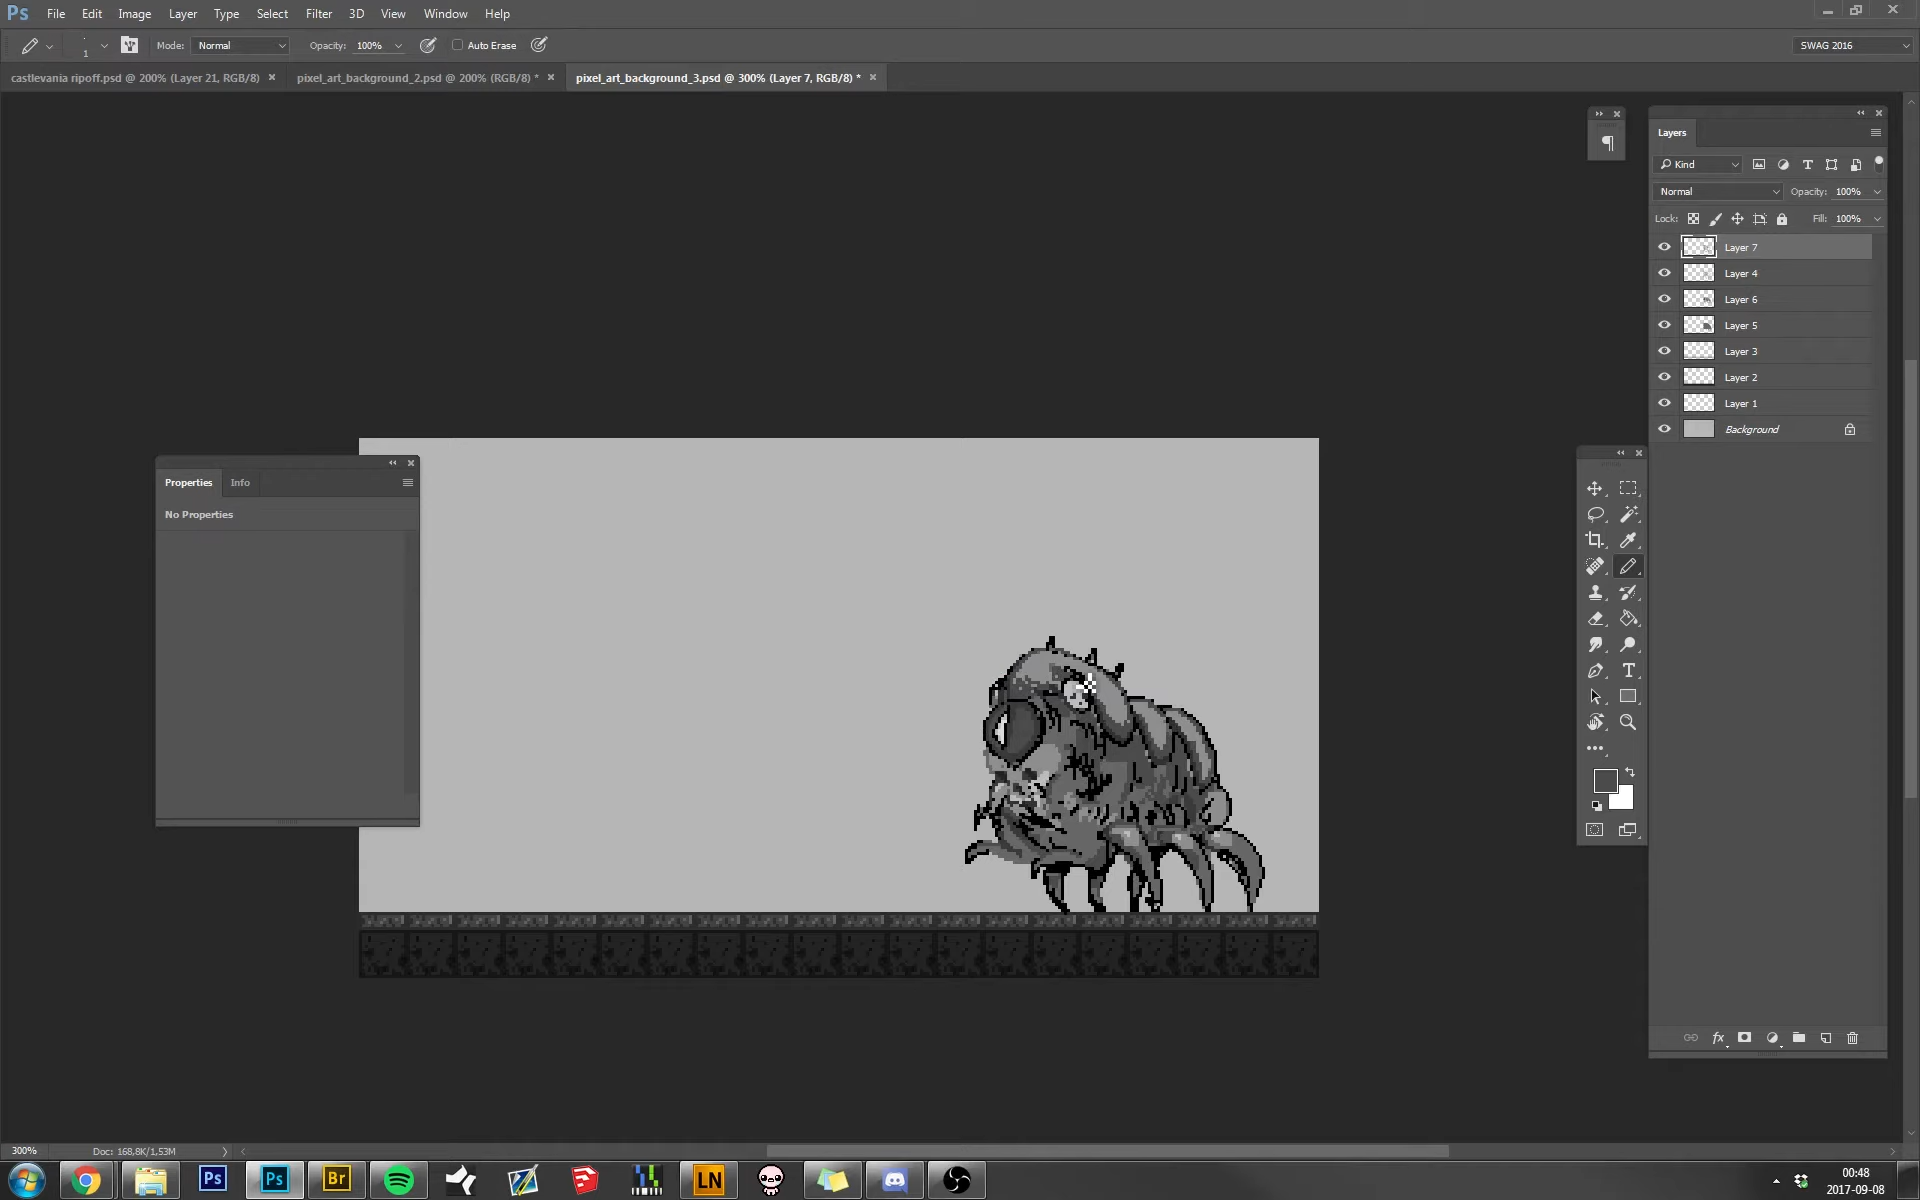 Ps File Edit Image Layer Type Select Filter 3D View Window Help
1 Mode: Normal Opacity: 100% Auto Erase SWAG 2016
castlevania ripoff.psd @ 200% (Layer 21, RGB/8) × pixel_art_background_2.psd @ 200% (RGB/8) * × pixel_art_background_3.psd @ 300% (Layer 7, RGB/8) * ×
Layers
Kind
Normal Opacity: 100%
Lock: Fill: 100%
Layer 7
Layer 4
Layer 6
Layer 5
Layer 3
Layer 2
Layer 1
Background
Properties Info
No Properties
300% Doc: 168,8K/1,53M
Ps Ps Br LN
00:48
2017-09-08